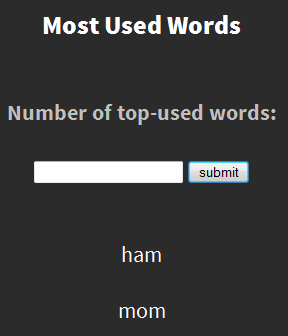 Most Used Words
Number of top-used words:
submit
ham
mom